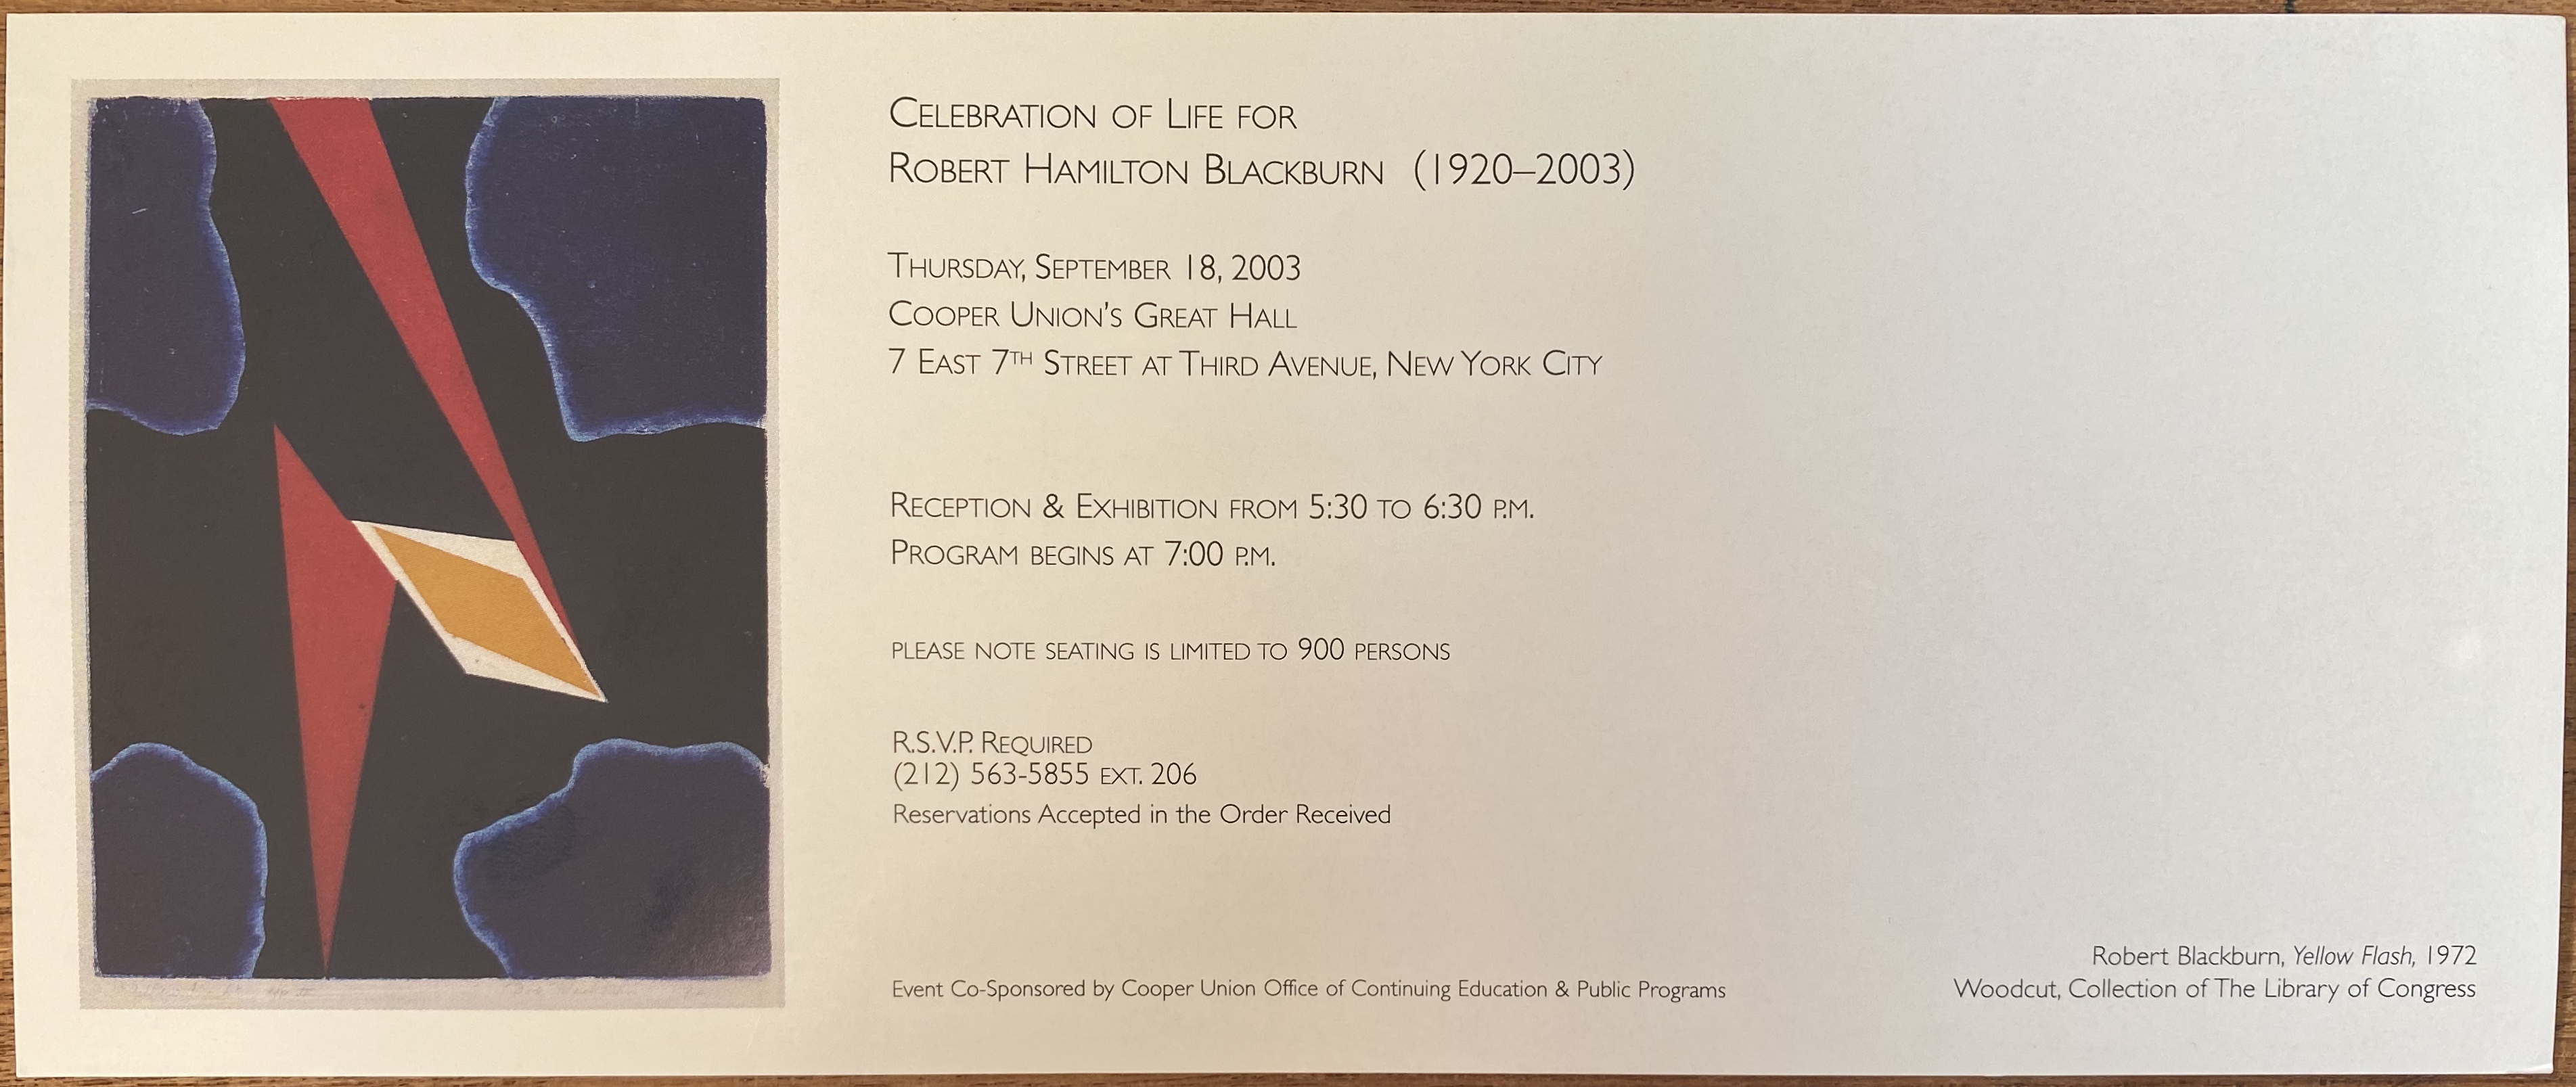 Celebration of Life for
Robert Hamilton Blackburn (1920–2003)
Thursday, September 18, 2003
Cooper Union's Great Hall
7 East 7th Street at Third Avenue, New York City
Reception & Exhibition from 5:30 to 6:30 p.m.
Program begins at 7:00 p.m.
please note seating is limited to 900 persons
R.S.V.P. Required
(212) 563-5855 ext. 206
Reservations Accepted in the Order Received
Event Co-Sponsored by Cooper Union Office of Continuing Education & Public Programs
Robert Blackburn, Yellow Flash, 1972
Woodcut, Collection of The Library of Congress